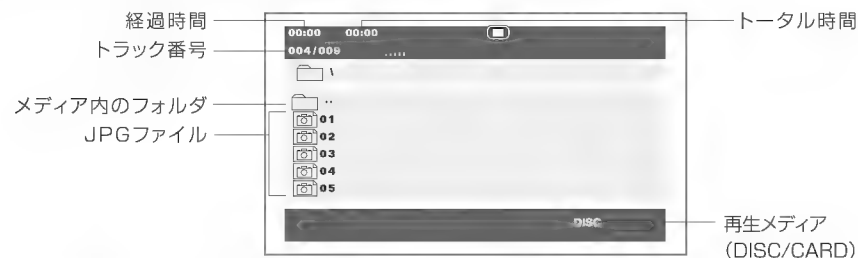 経過時間
トータル時間
00:00 00:00
トラック番号
004/009 .....
\
メディア内のフォルダ
..
JPGファイル
01
02
03
04
05
DISC
再生メディア
(DISC/CARD)